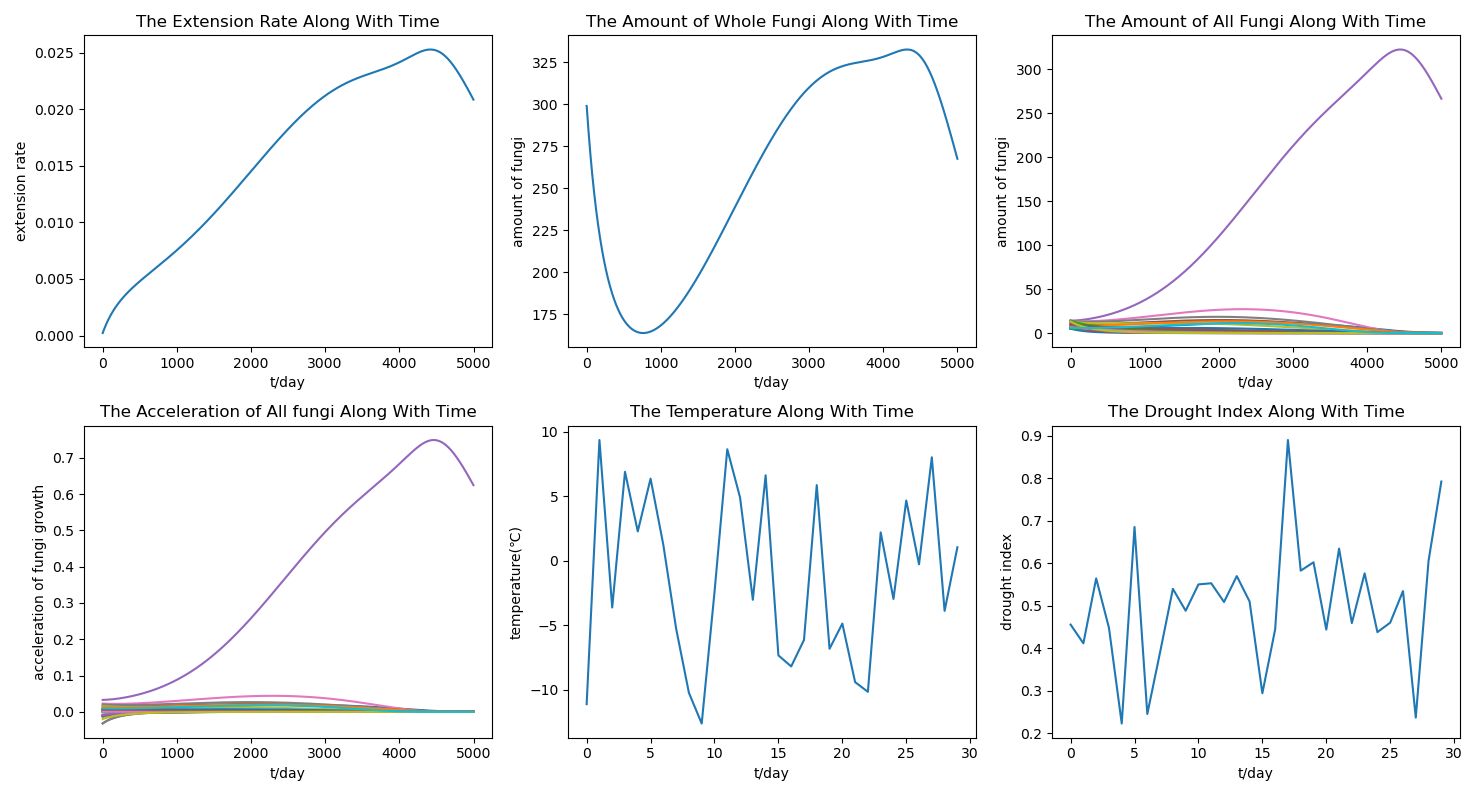 The Extension Rate Along With Time
0.025
0.020
0.015
0.010
0.005
0.000
extension rate
0 1000 2000 3000 4000 5000
t/day
The Amount of Whole Fungi Along With Time
325
300
275
250
225
200
175
amount of fungi
0 1000 2000 3000 4000 5000
t/day
The Amount of All Fungi Along With Time
300
250
200
150
100
50
0
amount of fungi
0 1000 2000 3000 4000 5000
t/day
The Acceleration of All fungi Along With Time
0.7
0.6
0.5
0.4
0.3
0.2
0.1
0.0
acceleration of fungi growth
0 1000 2000 3000 4000 5000
t/day
The Temperature Along With Time
10
5
0
−5
−10
temperature(℃)
0 5 10 15 20 25 30
t/day
The Drought Index Along With Time
0.9
0.8
0.7
0.6
0.5
0.4
0.3
0.2
drought index
0 5 10 15 20 25 30
t/day